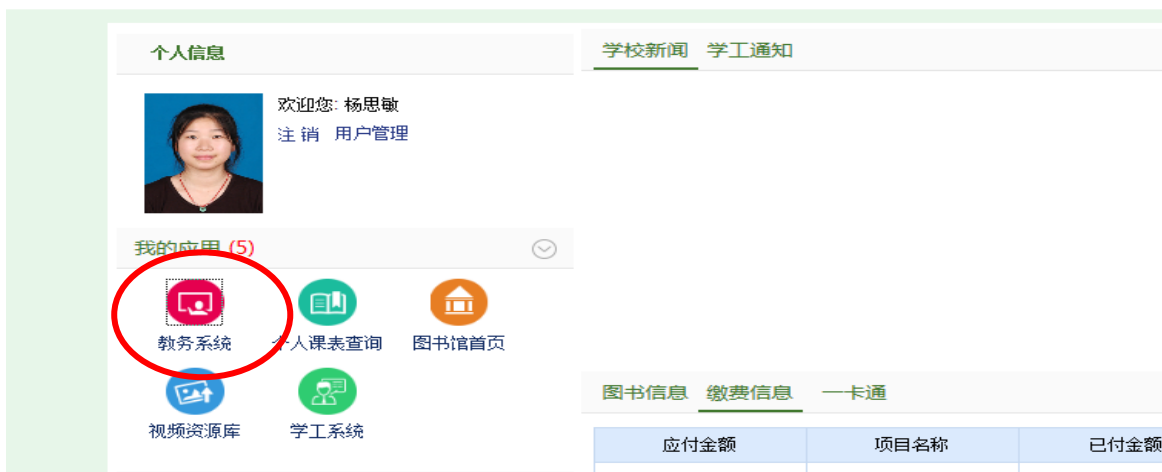 个人信息
学校新闻 学工通知
欢迎您: 杨思敏
注 销 用户管理
我的应用 (5)
教务系统 个人课表查询 图书馆首页
视频资源库 学工系统
图书信息 缴费信息 一卡通
应付金额 项目名称 已付金额